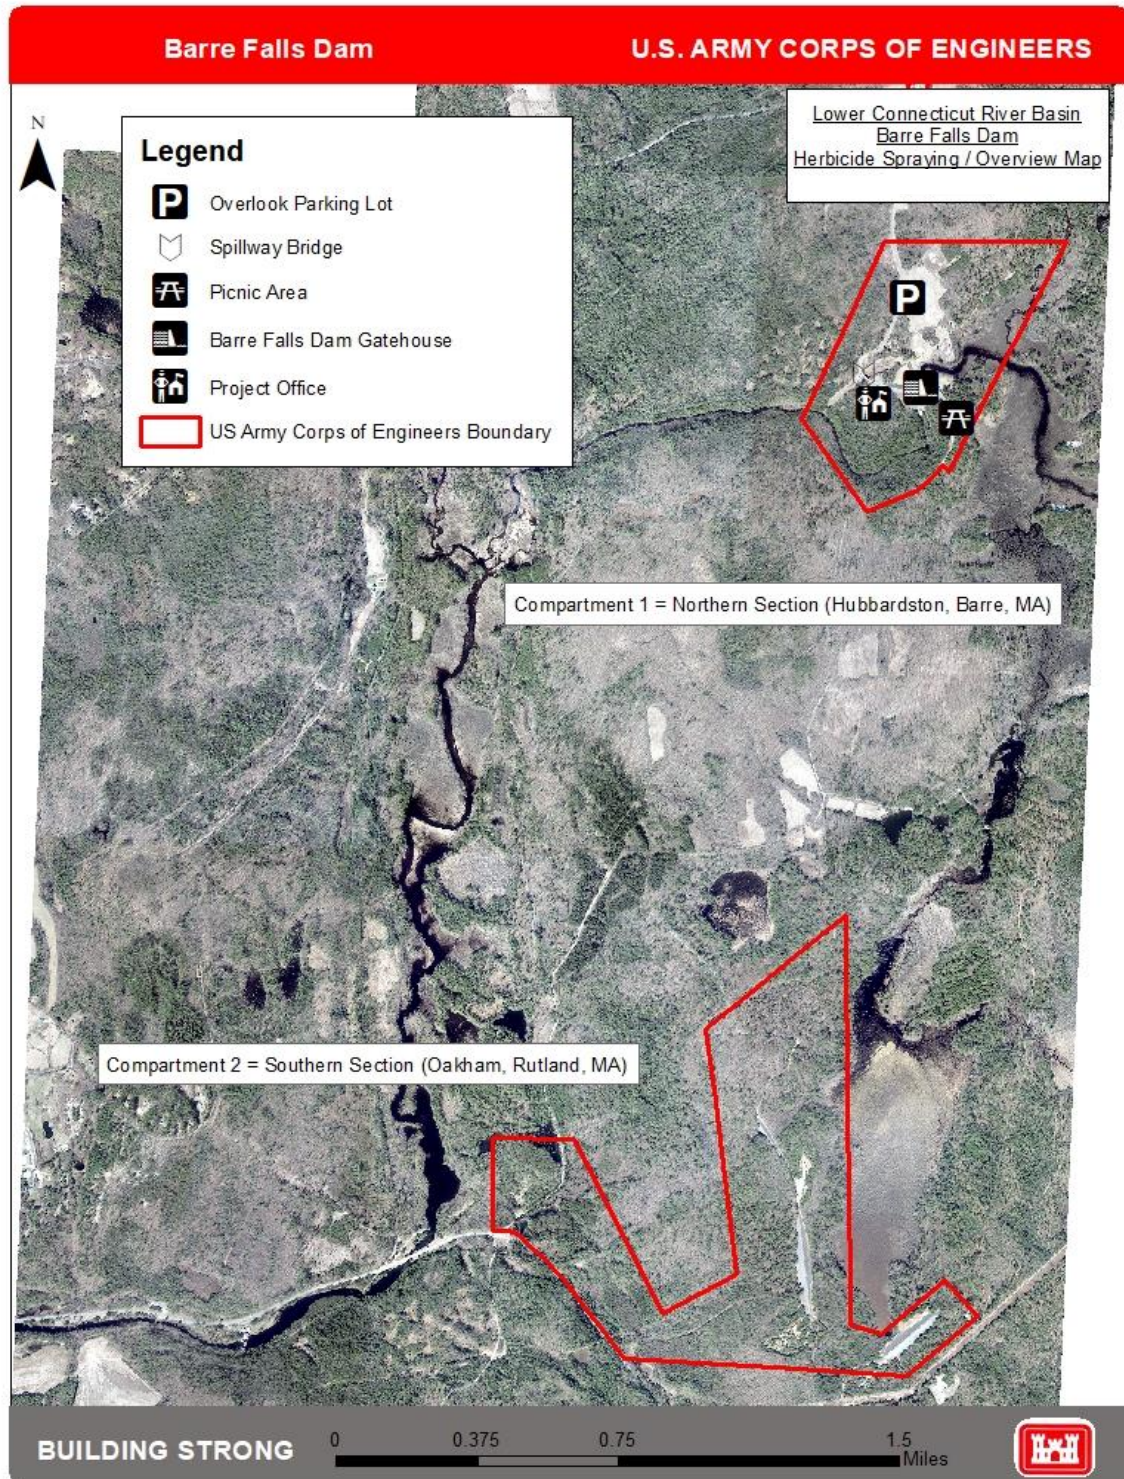 Barre Falls Dam
U.S. ARMY CORPS OF ENGINEERS
Lower Connecticut River Basin
Barre Falls Dam
Herbicide Spraying / Overview Map
N
Legend
P Overlook Parking Lot
Spillway Bridge
Picnic Area
Barre Falls Dam Gatehouse
Project Office
US Army Corps of Engineers Boundary
P
Compartment 1 = Northern Section (Hubbardston, Barre, MA)
Compartment 2 = Southern Section (Oakham, Rutland, MA)
BUILDING STRONG
0 0.375 0.75 1.5
Miles